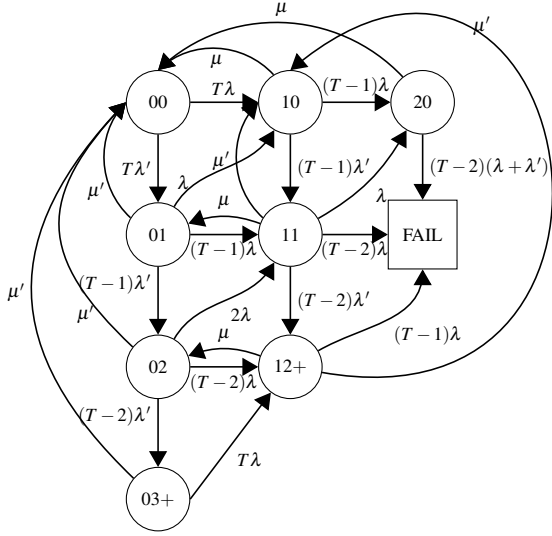 μ
μ′
μ
00
Tλ
10
(T−1)λ
20
Tλ′
μ′
λ
μ′
(T−1)λ′
(T−2)(λ+λ′)
λ
01
μ
(T−1)λ
11
(T−2)λ
FAIL
(T−1)λ′
μ′
μ′
2λ
(T−2)λ′
μ
(T−1)λ
02
(T−2)λ
12+
(T−2)λ′
Tλ
03+